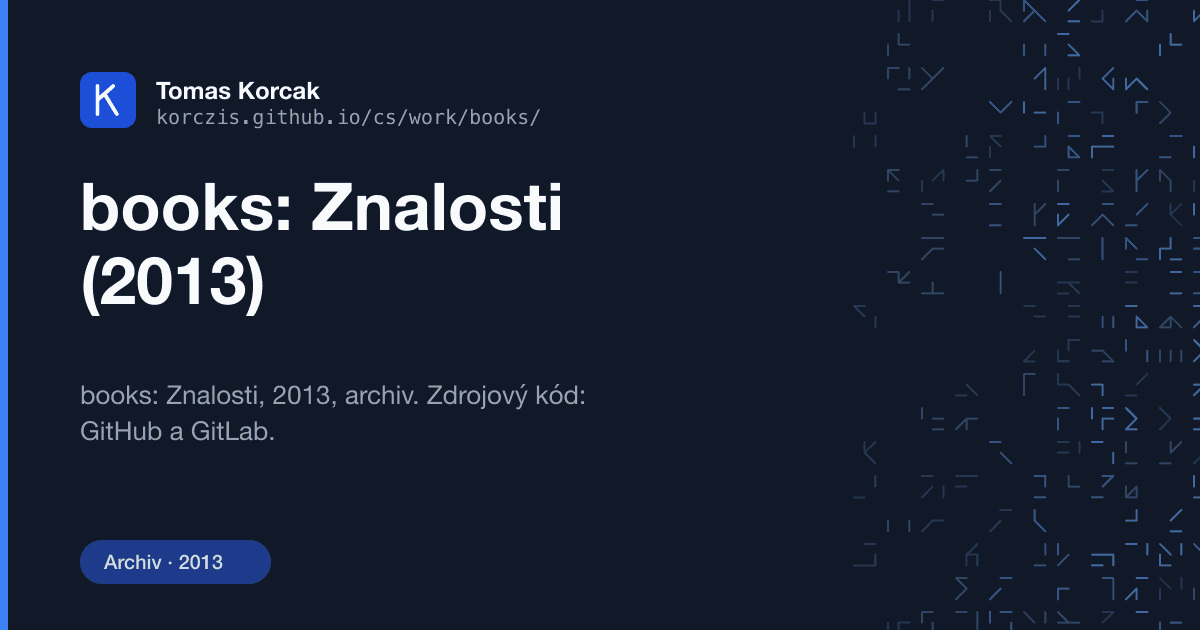 K
Tomas Korcak
korczis.github.io/cs/work/books/
books: Znalosti
(2013)
books: Znalosti, 2013, archiv. Zdrojový kód:
GitHub a GitLab.
Archiv · 2013